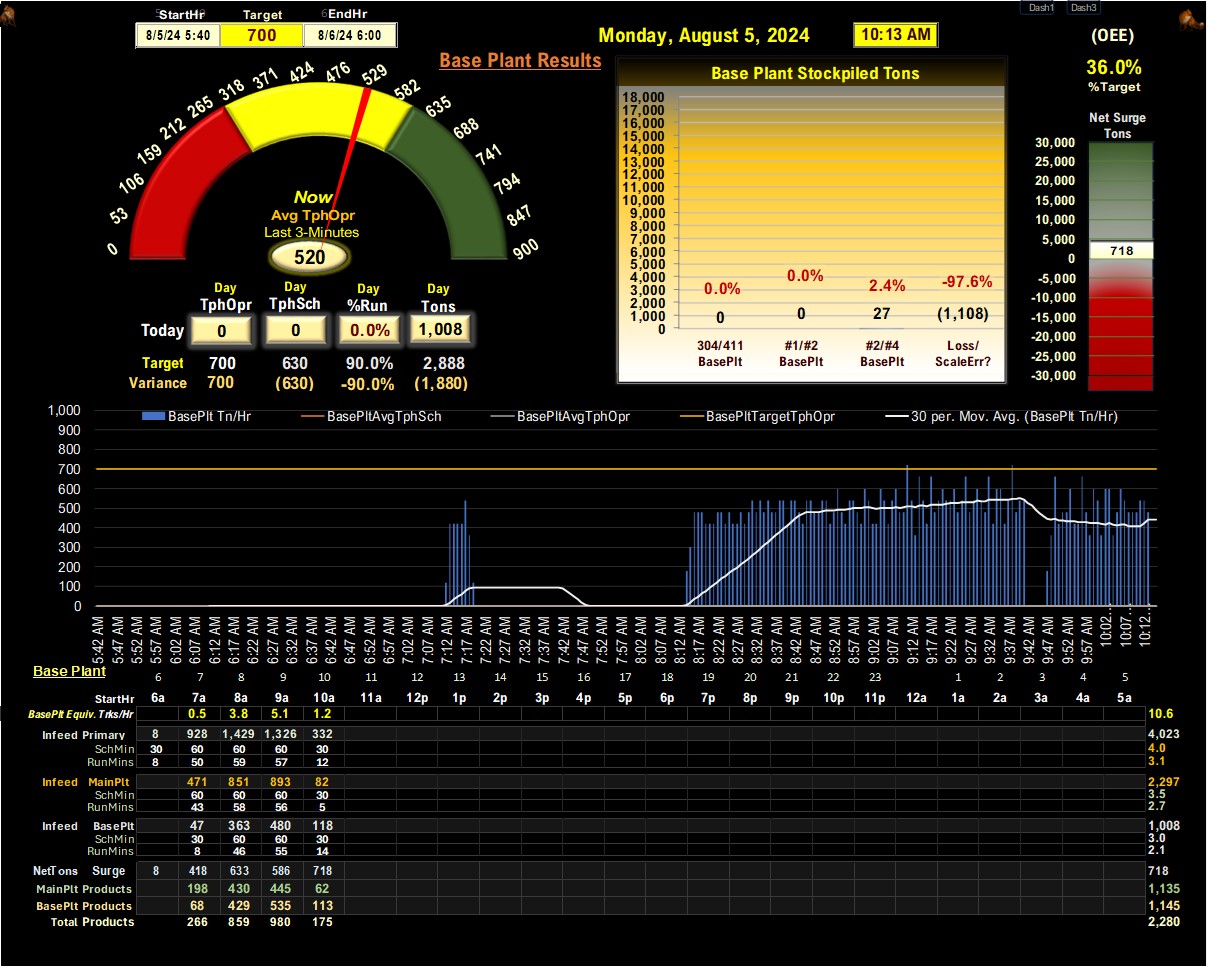 Dash1 Dash3
StartHr Target EndHr
8/5/24 5:40 700 8/6/24 6:00
Monday, August 5, 2024 10:13 AM
Base Plant Results
(OEE)
36.0%
%Target
Net Surge
Tons
30,000
25,000
20,000
15,000
10,000
5,000
718
0
-5,000
-10,000
-15,000
-20,000
-25,000
-30,000
0 53 106 159 212 265 318 371 424 476 529 582 635 688 741 794 847 900
Now
Avg TphOpr
Last 3-Minutes
520
Base Plant Stockpiled Tons
18,000
17,000
16,000
15,000
14,000
13,000
12,000
11,000
10,000
9,000
8,000
7,000
6,000
5,000
4,000
3,000
2,000
1,000
0
0.0% 0.0% 2.4% -97.6%
0 0 27 (1,108)
304/411 #1/#2 #2/#4 Loss/
BasePlt BasePlt BasePlt ScaleErr?
Day Day Day Day
TphOpr TphSch %Run Tons
Today 0 0 0.0% 1,008
Target 700 630 90.0% 2,888
Variance 700 (630) -90.0% (1,880)
BasePlt Tn/Hr BasePltAvgTphSch BasePltAvgTphOpr BasePltTargetTphOpr 30 per. Mov. Avg. (BasePlt Tn/Hr)
1,000
900
800
700
600
500
400
300
200
100
0
5:42 AM 5:47 AM 5:52 AM 5:57 AM 6:02 AM 6:07 AM 6:12 AM 6:17 AM 6:22 AM 6:27 AM 6:32 AM 6:37 AM 6:42 AM 6:47 AM 6:52 AM 6:57 AM 7:02 AM 7:07 AM 7:12 AM 7:17 AM 7:22 AM 7:27 AM 7:32 AM 7:37 AM 7:42 AM 7:47 AM 7:52 AM 7:57 AM 8:02 AM 8:07 AM 8:12 AM 8:17 AM 8:22 AM 8:27 AM 8:32 AM 8:37 AM 8:42 AM 8:47 AM 8:52 AM 8:57 AM 9:02 AM 9:07 AM 9:12 AM 9:17 AM 9:22 AM 9:27 AM 9:32 AM 9:37 AM 9:42 AM 9:47 AM 9:52 AM 9:57 AM 10:02... 10:07... 10:12...
Base Plant
6 7 8 9 10 11 12 13 14 15 16 17 18 19 20 21 22 23 1 2 3 4 5
StartHr 6a 7a 8a 9a 10a 11a 12p 1p 2p 3p 4p 5p 6p 7p 8p 9p 10p 11p 1a 2a 3a 4a 5a
BasePlt Equiv. Trks/Hr 0.5 3.8 5.1 1.2 10.6
Infeed Primary 8 928 1,429 1,326 332 4,023
SchMin 30 60 60 60 30 4.0
RunMins 8 50 59 57 12 3.1
Infeed MainPlt 471 851 893 82 2,297
SchMin 60 60 60 30 3.5
RunMins 43 58 56 5 2.7
Infeed BasePlt 47 363 480 118 1,008
SchMin 30 60 60 30 3.0
RunMins 8 46 55 14 2.1
NetTons Surge 8 418 633 586 718 718
MainPlt Products 198 430 445 62 1,135
BasePlt Products 68 429 535 113 1,145
Total Products 266 859 980 175 2,280